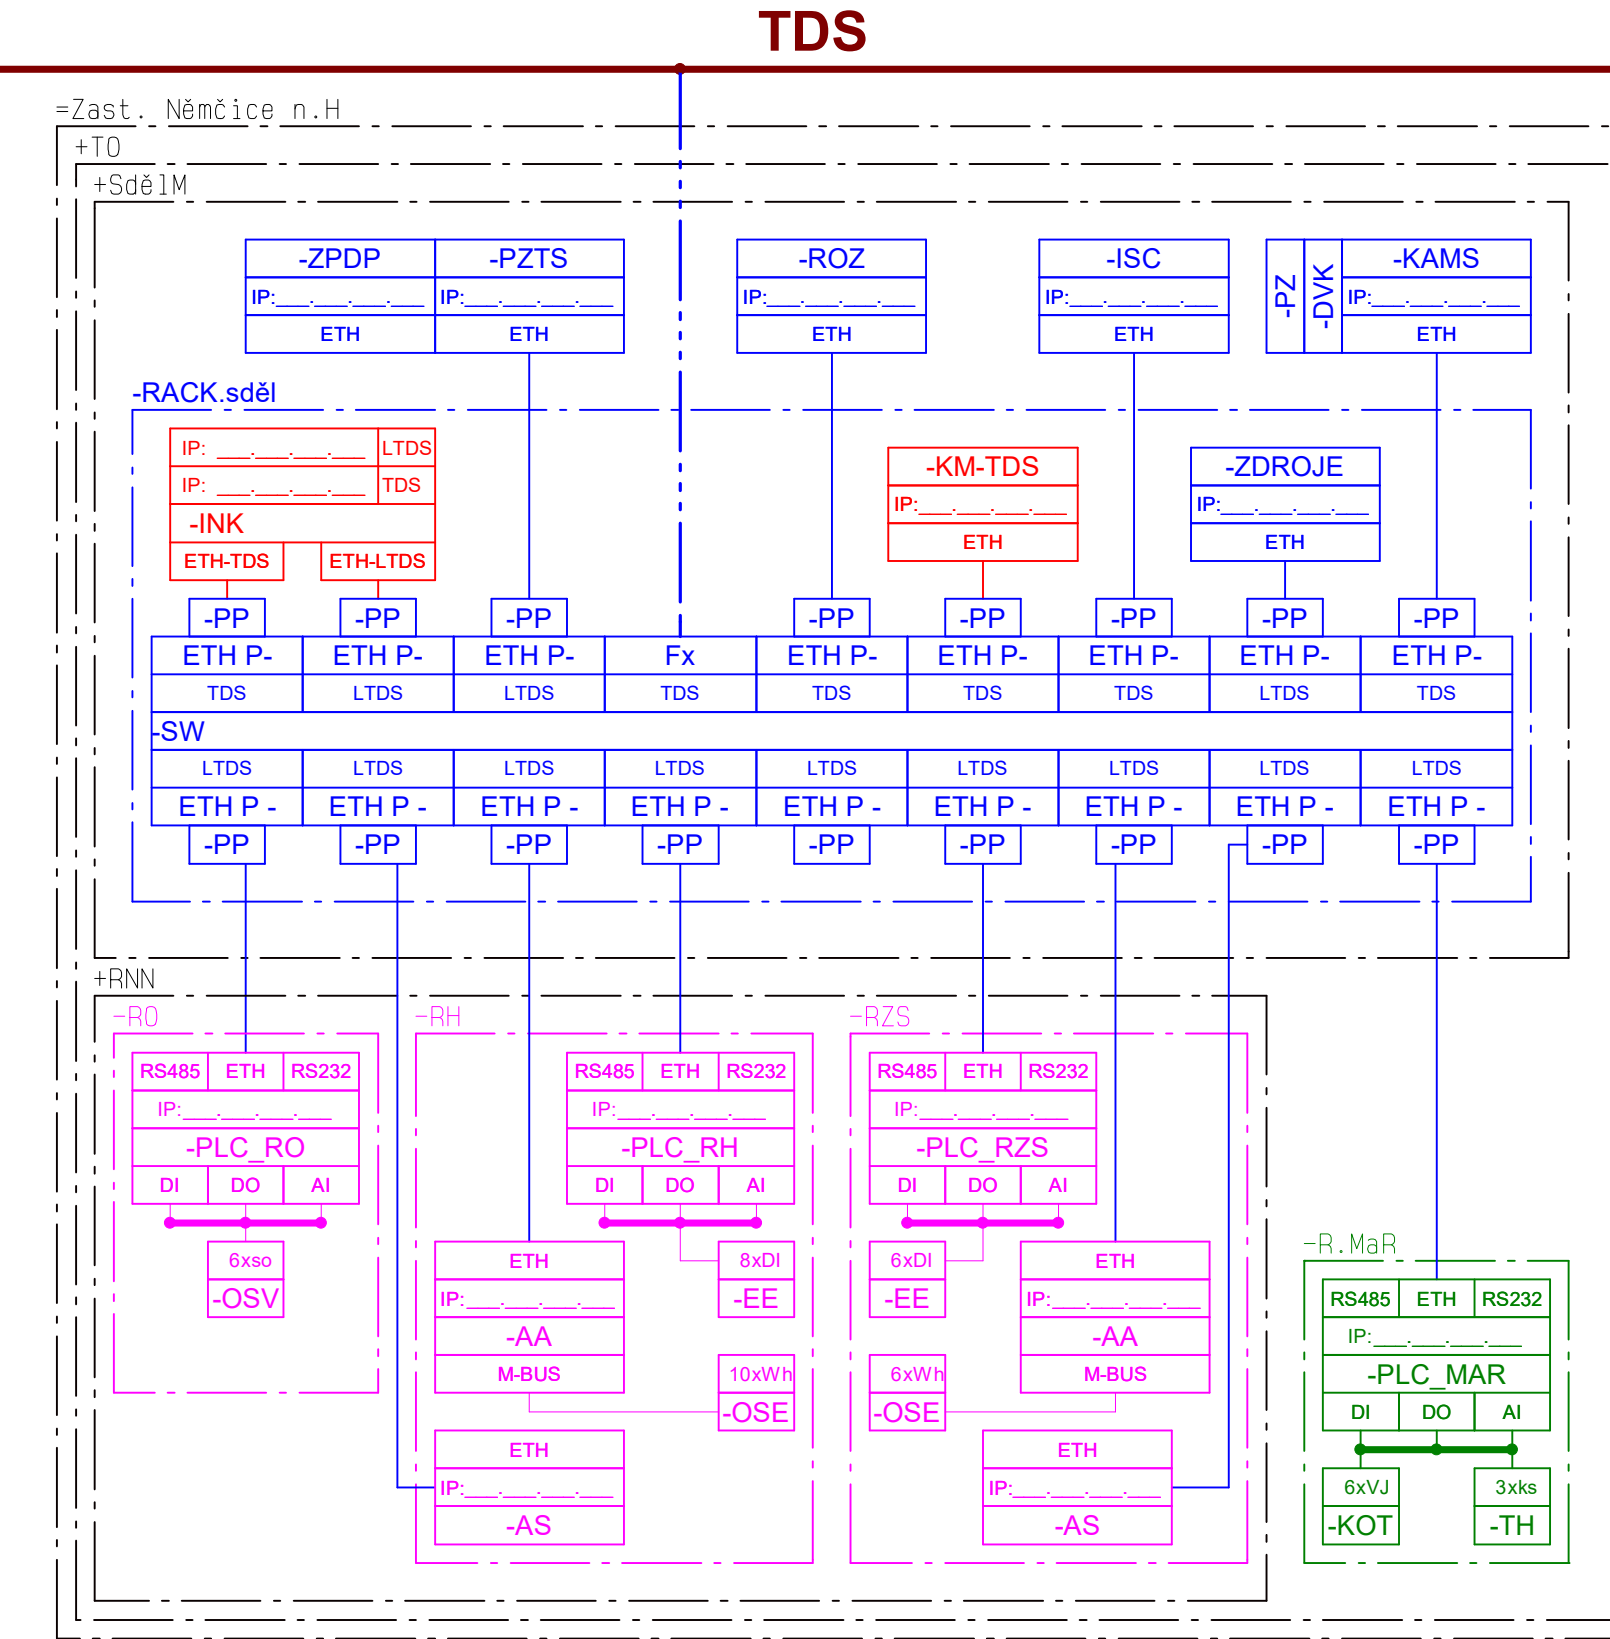 TDS
=Zast. Němčice n.H
+TO
+SdělM
-ZPDP -PZTS -ROZ -ISC -PZ -DVK -KAMS
IP:___.___.___.___ IP:___.___.___.___ IP:___.___.___.___ IP:___.___.___.___ IP:___.___.___.___
ETH ETH ETH ETH ETH
-RACK.sděl
IP: ___.___.___.___ LTDS
IP: ___.___.___.___ TDS
-INK
ETH-TDS ETH-LTDS
-KM-TDS
IP:___.___.___.___
ETH
-ZDROJE
IP:___.___.___.___
ETH
-PP -PP -PP -PP -PP -PP -PP -PP
ETH P- ETH P- ETH P- Fx ETH P- ETH P- ETH P- ETH P- ETH P-
TDS LTDS LTDS TDS TDS TDS TDS LTDS TDS
-SW
LTDS LTDS LTDS LTDS LTDS LTDS LTDS LTDS LTDS
ETH P - ETH P - ETH P - ETH P - ETH P - ETH P - ETH P - ETH P - ETH P -
-PP -PP -PP -PP -PP -PP -PP -PP -PP
+RNN
-RO
RS485 ETH RS232
IP:___.___.___.___
-PLC_RO
DI DO AI
6xso
-OSV
-RH
RS485 ETH RS232
IP:___.___.___.___
-PLC_RH
DI DO AI
8xDI
-EE
ETH
IP:___.___.___.___
-AA
M-BUS
10xWh
-OSE
ETH
IP:___.___.___.___
-AS
-RZS
RS485 ETH RS232
IP:___.___.___.___
-PLC_RZS
DI DO AI
6xDI
-EE
ETH
IP:___.___.___.___
-AA
M-BUS
6xWh
-OSE
ETH
IP:___.___.___.___
-AS
-R.MaR
RS485 ETH RS232
IP:___.___.___.___
-PLC_MAR
DI DO AI
6xVJ
-KOT
3xks
-TH